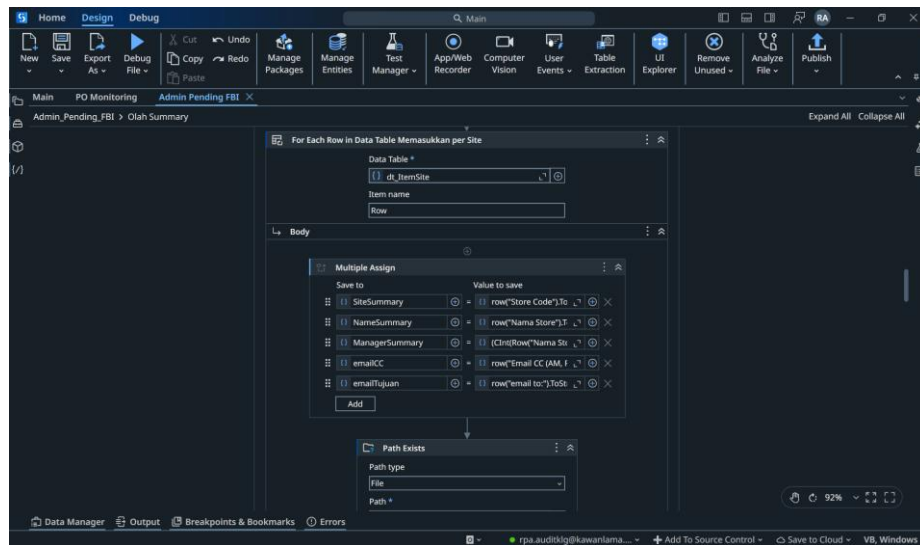 Home Design Debug
Main
RA
New
Save
Export As
Debug File
Cut
Undo
Copy
Redo
Paste
Manage Packages
Manage Entities
Test Manager
App/Web Recorder
Computer Vision
User Events
Table Extraction
UI Explorer
Remove Unused
Analyze File
Publish
Main PO Monitoring Admin Pending FBI
Admin_Pending_FBI > Olah Summary
Expand All Collapse All
For Each Row in Data Table Memasukkan per Site
Data Table *
dt_ItemSite
Item name
Row
Body
Multiple Assign
Save to Value to save
SiteSummary = row("Store Code").To
NameSummary = row("Nama Store").T
ManagerSummary = (CInt(Row("Nama Sto
emailCC = row("Email CC (AM,
emailTujuan = row("email to:").ToSt
Add
Path Exists
Path type
File
Path *
92%
Data Manager Output Breakpoints & Bookmarks Errors
rpa.auditklg@kawanlama.... Add To Source Control Save to Cloud VB, Windows